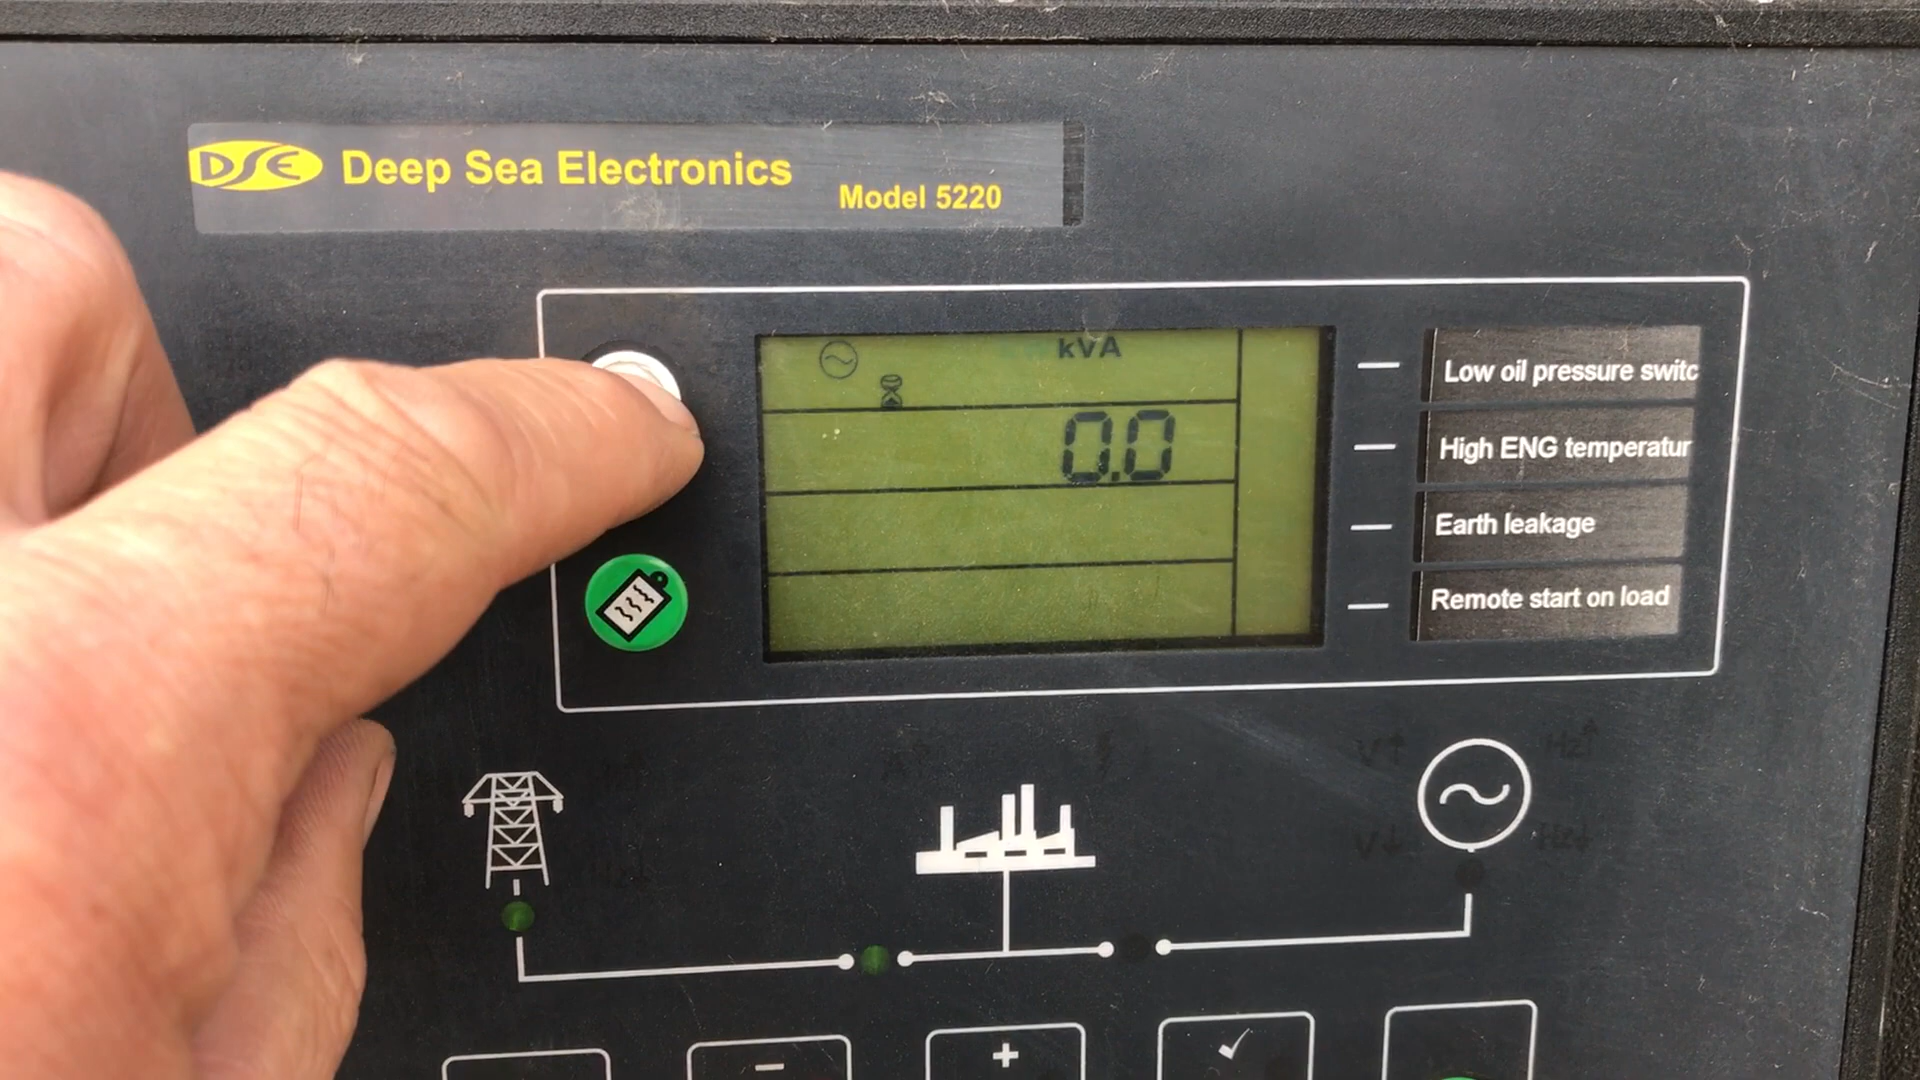 DSE Deep Sea Electronics
Model 5220
kVA
0.0
Low oil pressure switc
High ENG temperatur
Earth leakage
Remote start on load
V↑
Hz↑
V↓
Hz↓
- + ✓